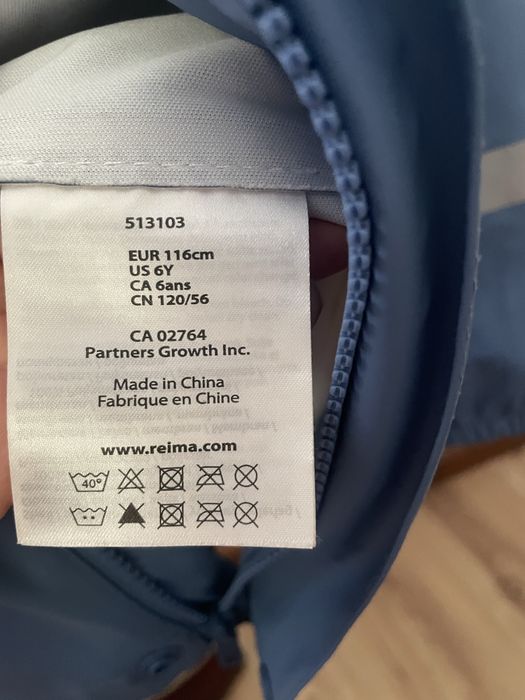 513103
EUR 116cm
US 6Y
CA 6ans
CN 120/56
CA 02764
Partners Growth Inc.
Made in China
Fabrique en Chine
www.reima.com
40°